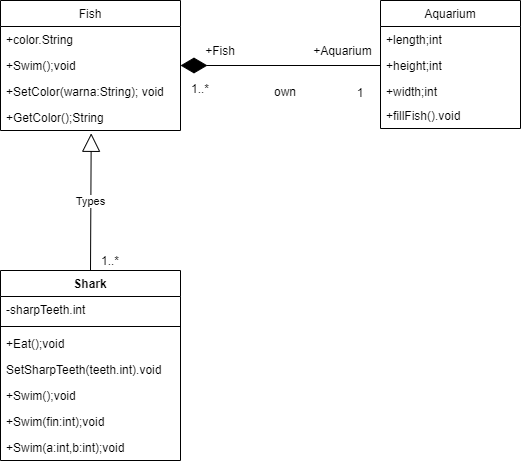 Fish
+color.String
+Swim();void
+SetColor(warna:String); void
+GetColor();String
Aquarium
+length;int
+height;int
+width;int
+fillFish().void
+Fish
+Aquarium
1..*
own
1
Types
1..*
Shark
-sharpTeeth.int
+Eat();void
SetSharpTeeth(teeth.int).void
+Swim();void
+Swim(fin:int);void
+Swim(a:int,b:int);void